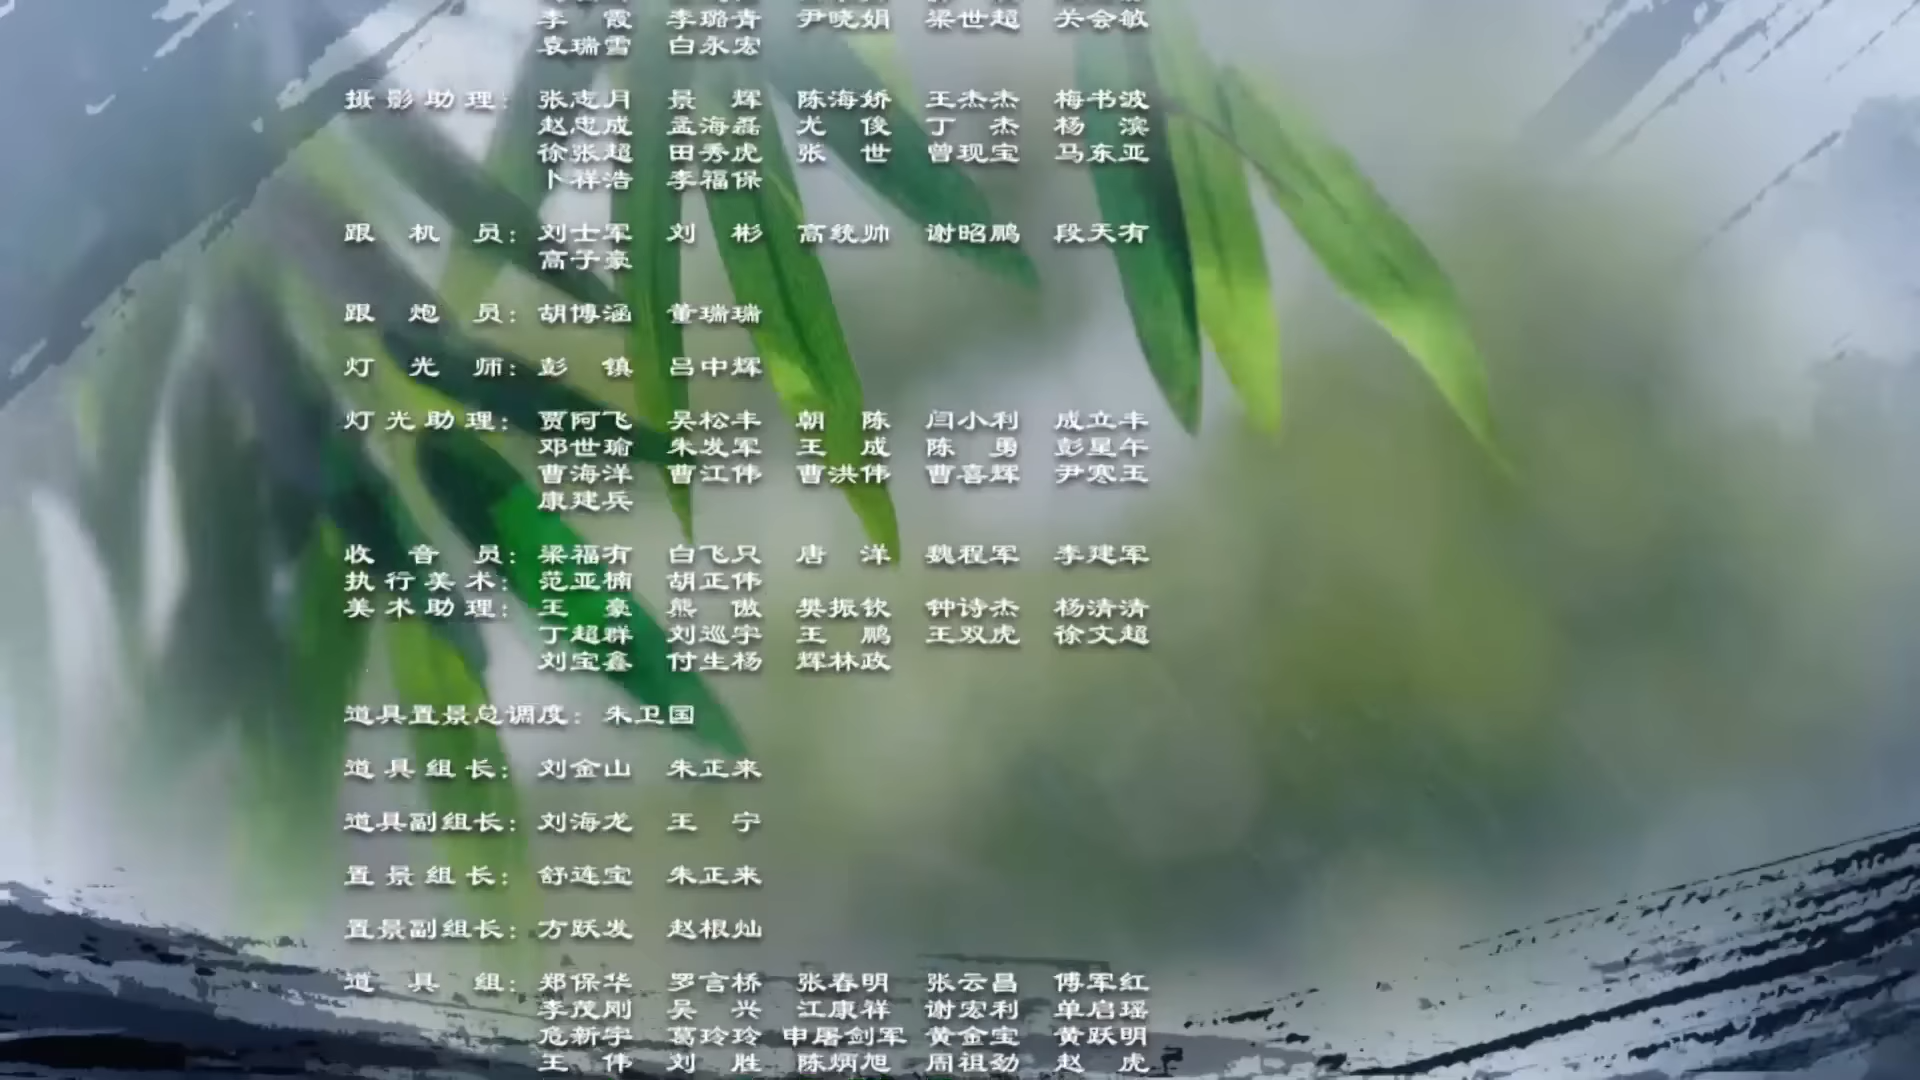 李　霞　李璐青　尹晓娟　梁世超　关会敏
袁瑞雪　白永宏
摄影助理：张志月　景　辉　陈海娇　王杰杰　梅书波
赵忠成　孟海磊　尤　俊　丁　杰　杨　滨
徐张超　田秀虎　张　世　曾现宝　马东亚
卜祥浩　李福保
跟机员：刘士军　刘　彬　高统帅　谢昭鹏　段天有
高子豪
跟炮员：胡博涵　董瑞瑞
灯光师：彭　镇　吕中辉
灯光助理：贾阿飞　吴松丰　朝　陈　闫小利　成立丰
邓世瑜　朱发军　王　成　陈　勇　彭星午
曹海洋　曹江伟　曹洪伟　曹喜辉　尹寒玉
康建兵
收音员：梁福有　白飞只　唐　洋　魏程军　李建军
执行美术：范亚楠　胡正伟
美术助理：王　豪　熊　傲　樊振钦　钟诗杰　杨清清
丁超群　刘巡宇　王　鹏　王双虎　徐文超
刘宝鑫　付生杨　辉林政
道具置景总调度：朱卫国
道具组长：刘金山　朱正来
道具副组长：刘海龙　王　宁
置景组长：舒连宝　朱正来
置景副组长：方跃发　赵根灿
道具组：郑保华　罗言桥　张春明　张云昌　傅军红
李茂刚　吴　兴　江康祥　谢宏利　单启瑶
危新宇　葛玲玲　申屠剑军　黄金宝　黄跃明
王　伟　刘　胜　陈炳旭　周祖劲　赵　虎